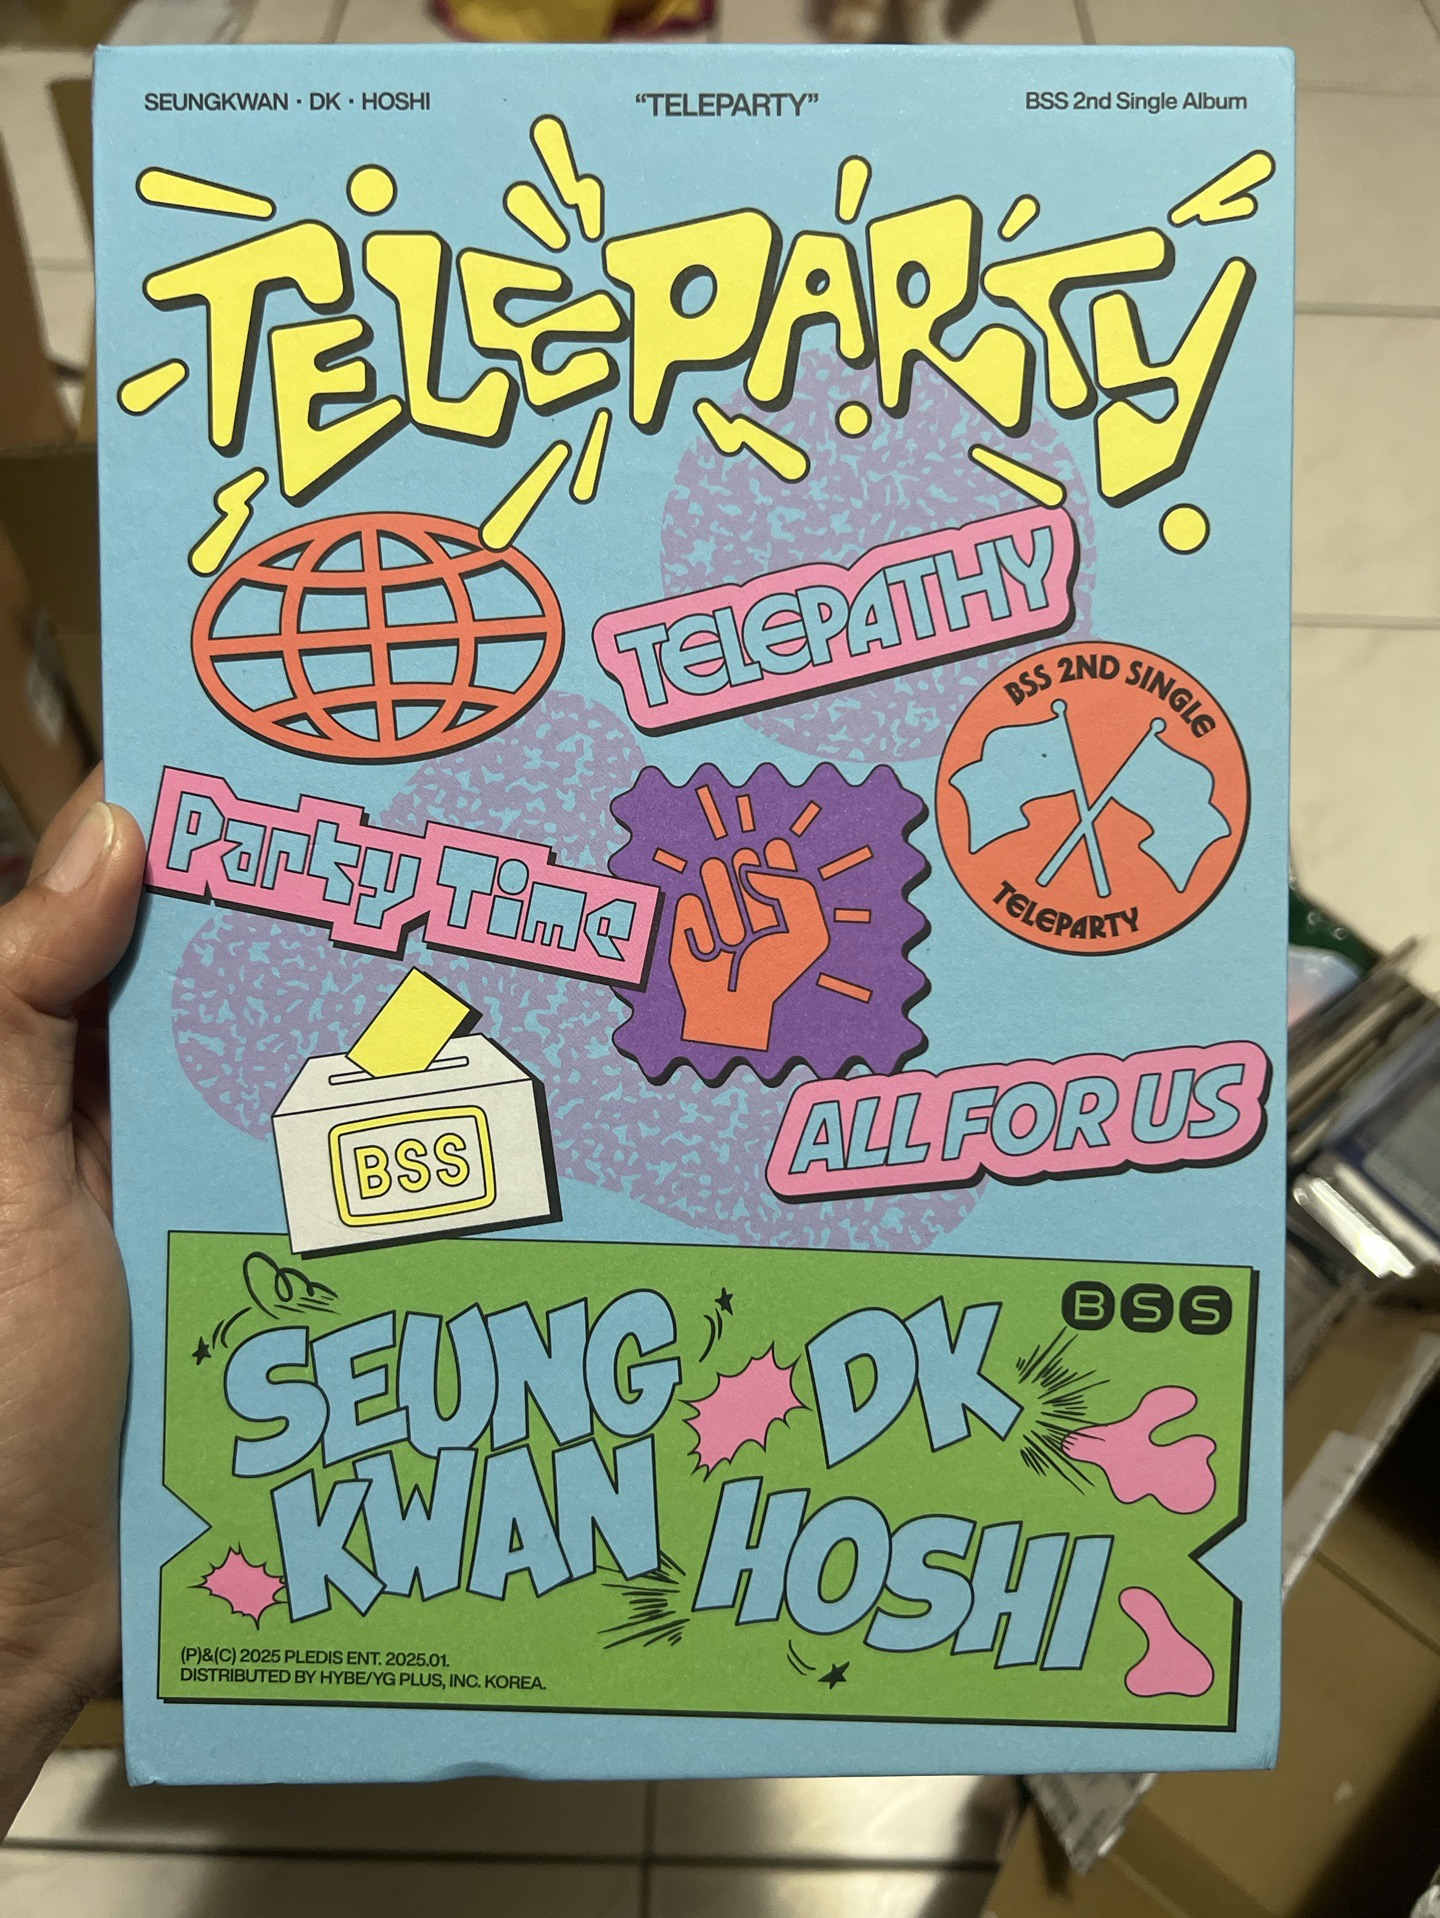 SEUNGKWAN · DK · HOSHI
“TELEPARTY”
BSS 2nd Single Album
TELEPARTY
TELEPATHY
BSS 2ND SINGLE
TELEPARTY
Party Time
BSS
ALL FOR US
BSS
SEUNG
KWAN
DK
HOSHI
(P)&(C) 2025 PLEDIS ENT. 2025.01.
DISTRIBUTED BY HYBE/YG PLUS, INC. KOREA.